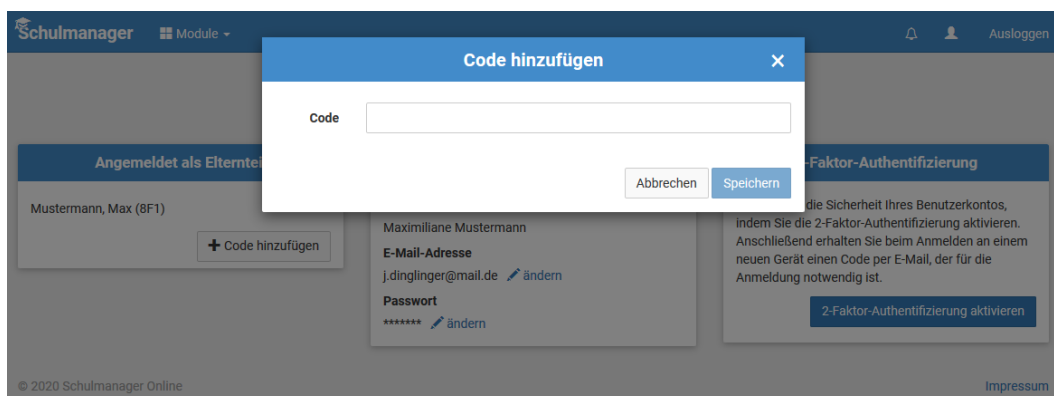 Schulmanager Module Ausloggen
Code hinzufügen
Code
Abbrechen Speichern
Angemeldet als Elterntei
Mustermann, Max (8F1)
Code hinzufügen
Maximiliane Mustermann
E-Mail-Adresse
j.dinglinger@mail.de ändern
Passwort
******* ändern
-Faktor-Authentifizierung
die Sicherheit Ihres Benutzerkontos,
indem Sie die 2-Faktor-Authentifizierung aktivieren.
Anschließend erhalten Sie beim Anmelden an einem
neuen Gerät einen Code per E-Mail, der für die
Anmeldung notwendig ist.
2-Faktor-Authentifizierung aktivieren
© 2020 Schulmanager Online Impressum